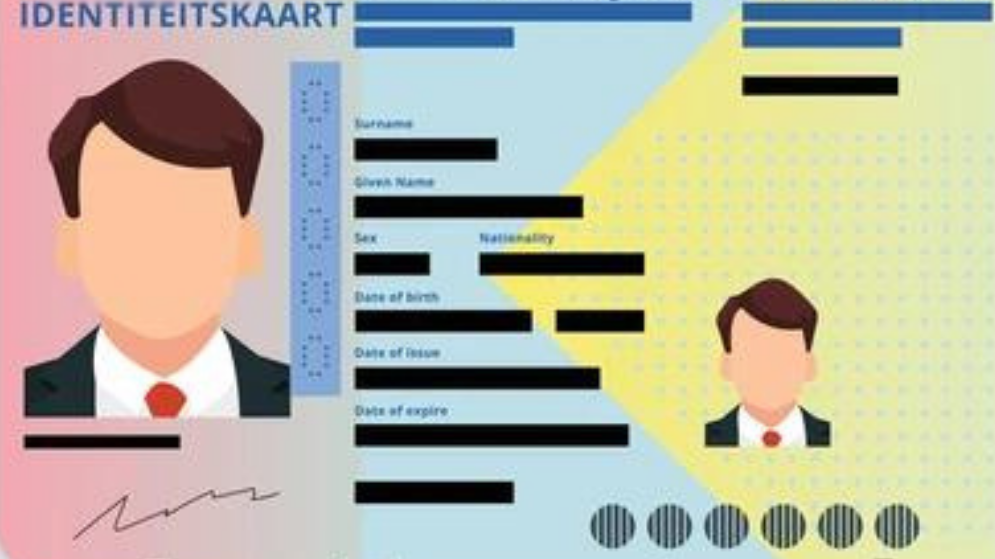 IDENTITEITSKAART
Surname
Given Name
Sex
Nationality
Date of birth
Date of issue
Date of expire